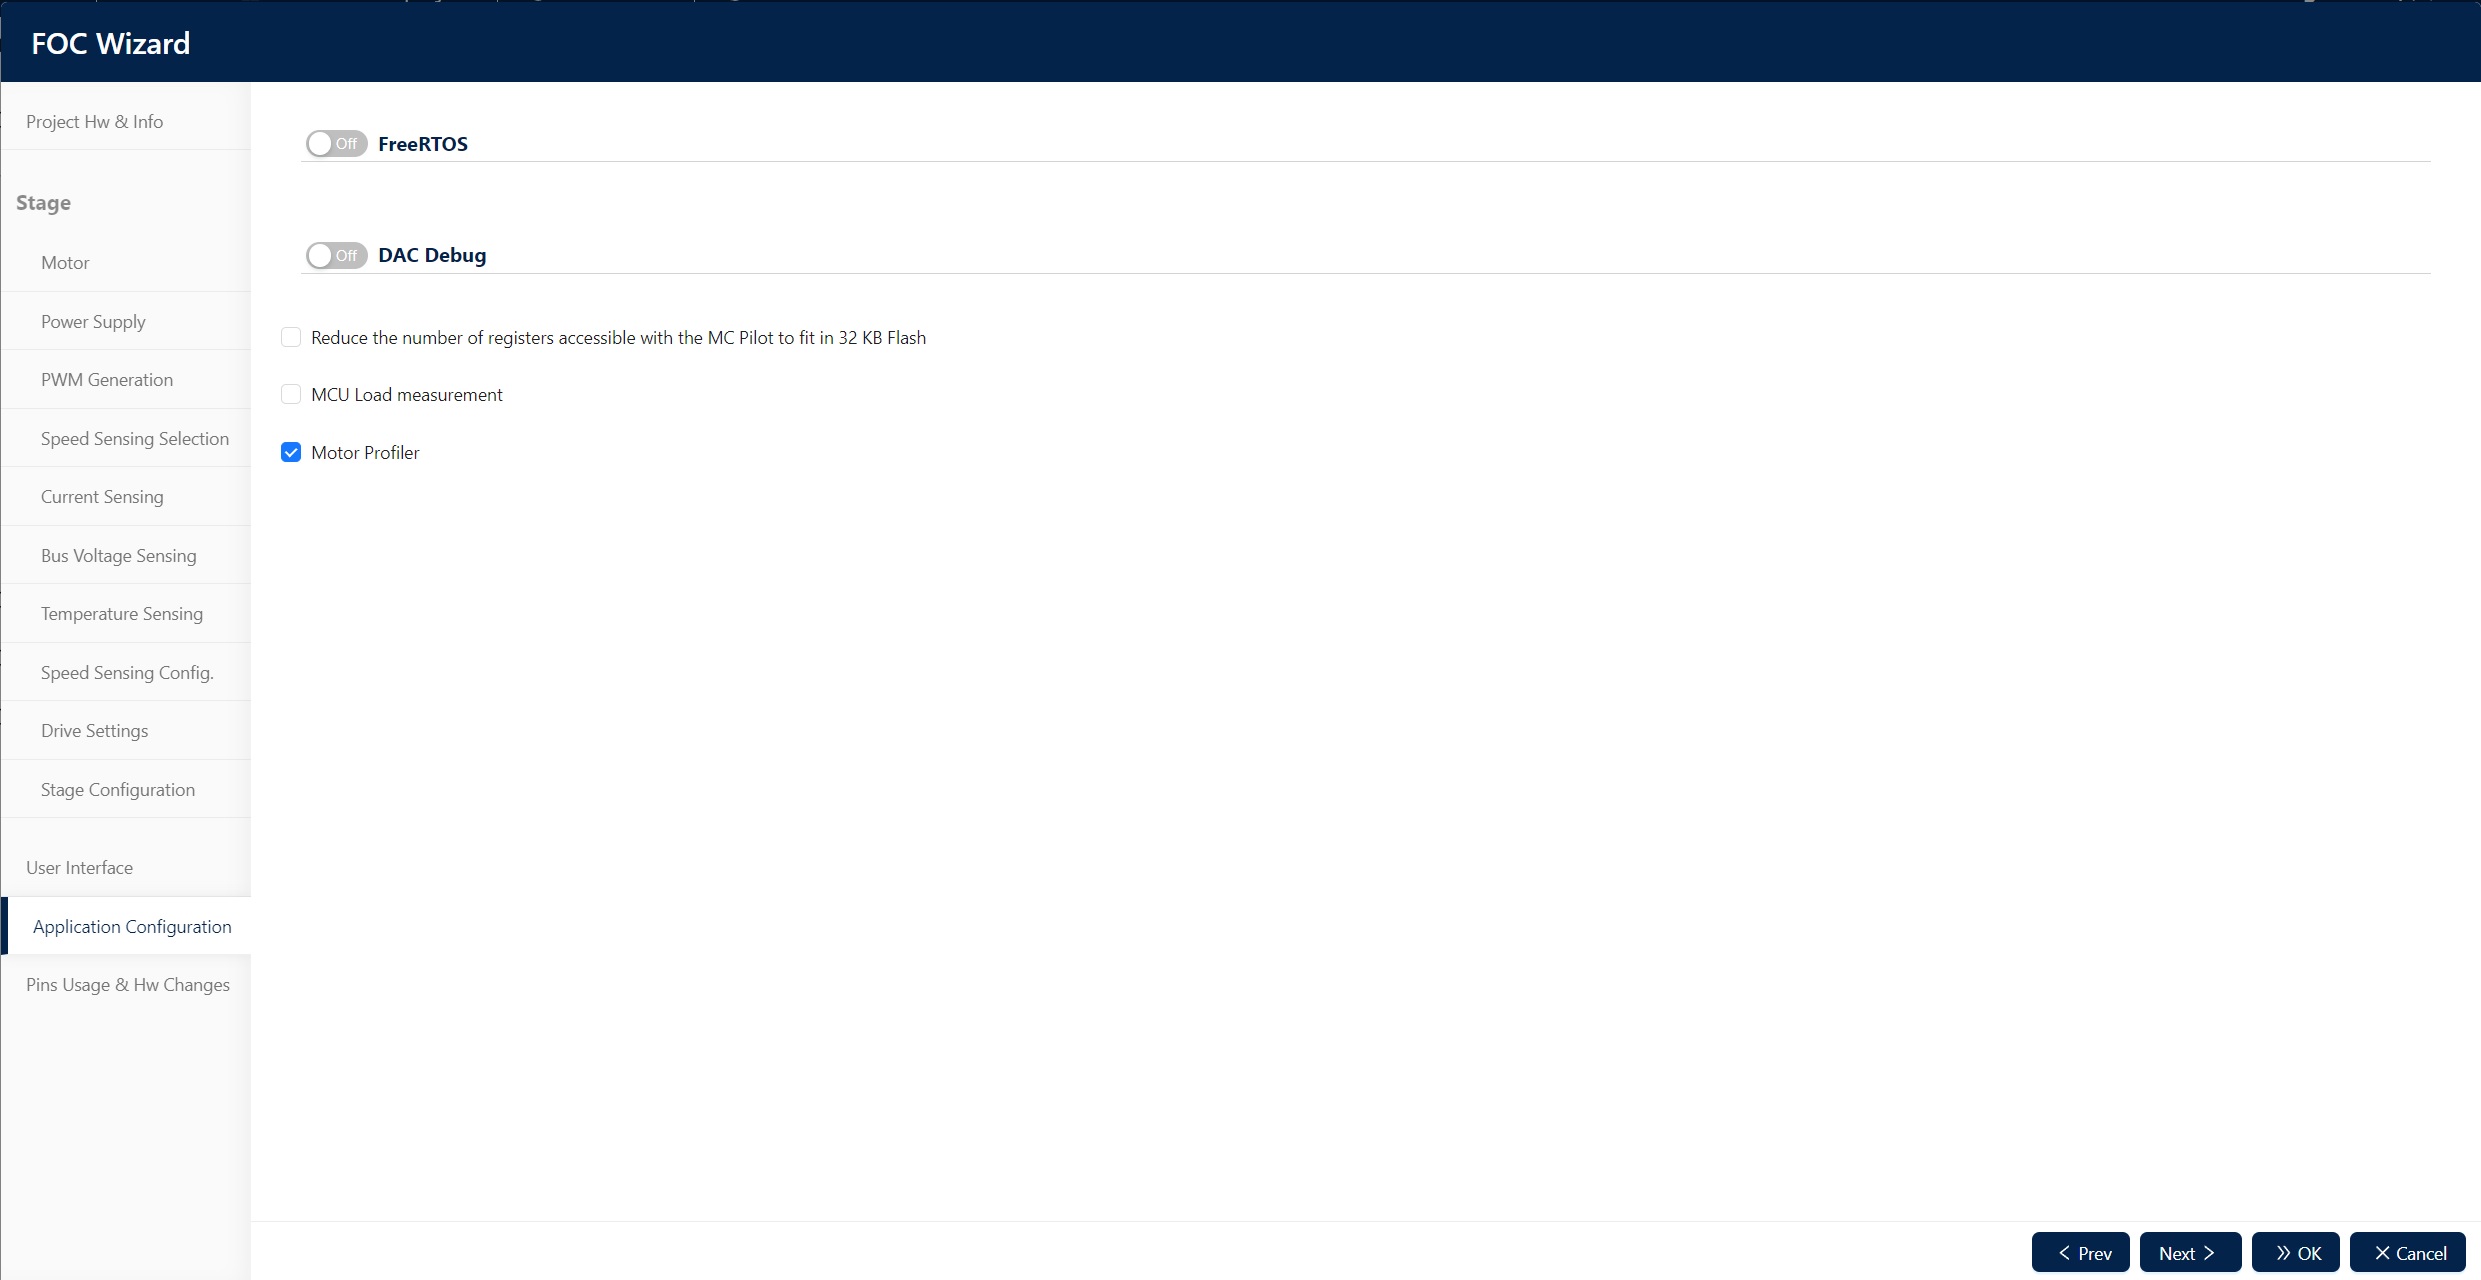 FOC Wizard
Project Hw & Info
Stage
Motor
Power Supply
PWM Generation
Speed Sensing Selection
Current Sensing
Bus Voltage Sensing
Temperature Sensing
Speed Sensing Config.
Drive Settings
Stage Configuration
User Interface
Application Configuration
Pins Usage & Hw Changes
Off FreeRTOS
Off DAC Debug
Reduce the number of registers accessible with the MC Pilot to fit in 32 KB Flash
MCU Load measurement
Motor Profiler
Prev Next OK Cancel